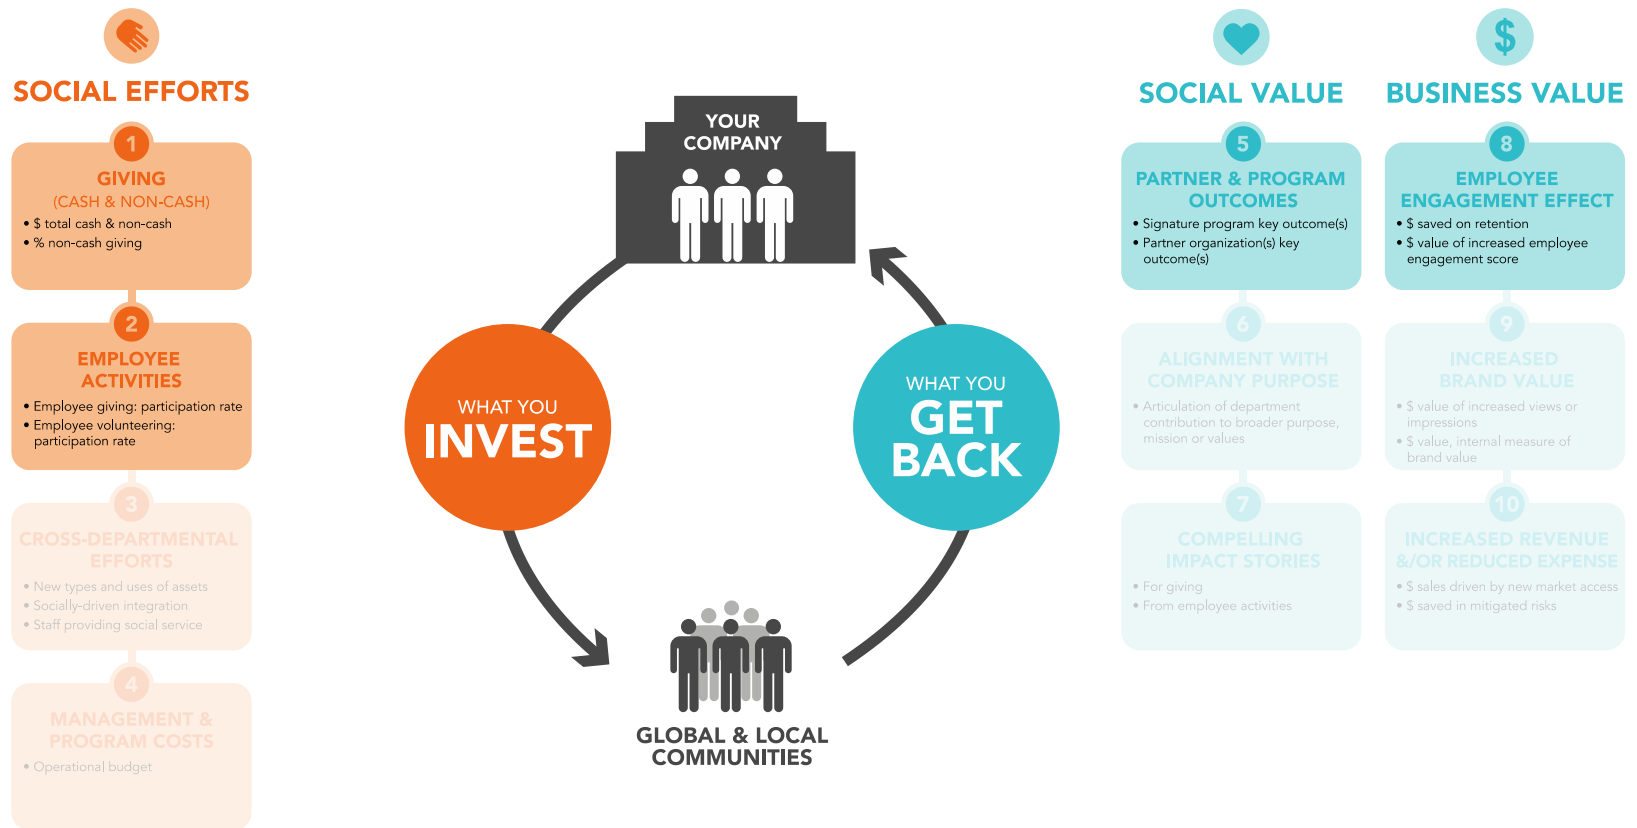 SOCIAL EFFORTS
1
GIVING
(CASH & NON-CASH)
• $ total cash & non-cash
• % non-cash giving
2
EMPLOYEE
ACTIVITIES
• Employee giving: participation rate
• Employee volunteering:
participation rate
3
CROSS-DEPARTMENTAL
EFFORTS
• New types and uses of assets
• Socially-driven integration
• Staff providing social service
4
MANAGEMENT &
PROGRAM COSTS
• Operational budget
YOUR
COMPANY
WHAT YOU
INVEST
WHAT YOU
GET
BACK
GLOBAL & LOCAL
COMMUNITIES
SOCIAL VALUE
5
PARTNER & PROGRAM
OUTCOMES
• Signature program key outcome(s)
• Partner organization(s) key
outcome(s)
6
ALIGNMENT WITH
COMPANY PURPOSE
• Articulation of department
contribution to broader purpose,
mission or values
7
COMPELLING
IMPACT STORIES
• For giving
• From employee activities
$
BUSINESS VALUE
8
EMPLOYEE
ENGAGEMENT EFFECT
• $ saved on retention
• $ value of increased employee
engagement score
9
INCREASED
BRAND VALUE
• $ value of increased views or
impressions
• $ value, internal measure of
brand value
10
INCREASED REVENUE
&/OR REDUCED EXPENSE
• $ sales driven by new market access
• $ saved in mitigated risks